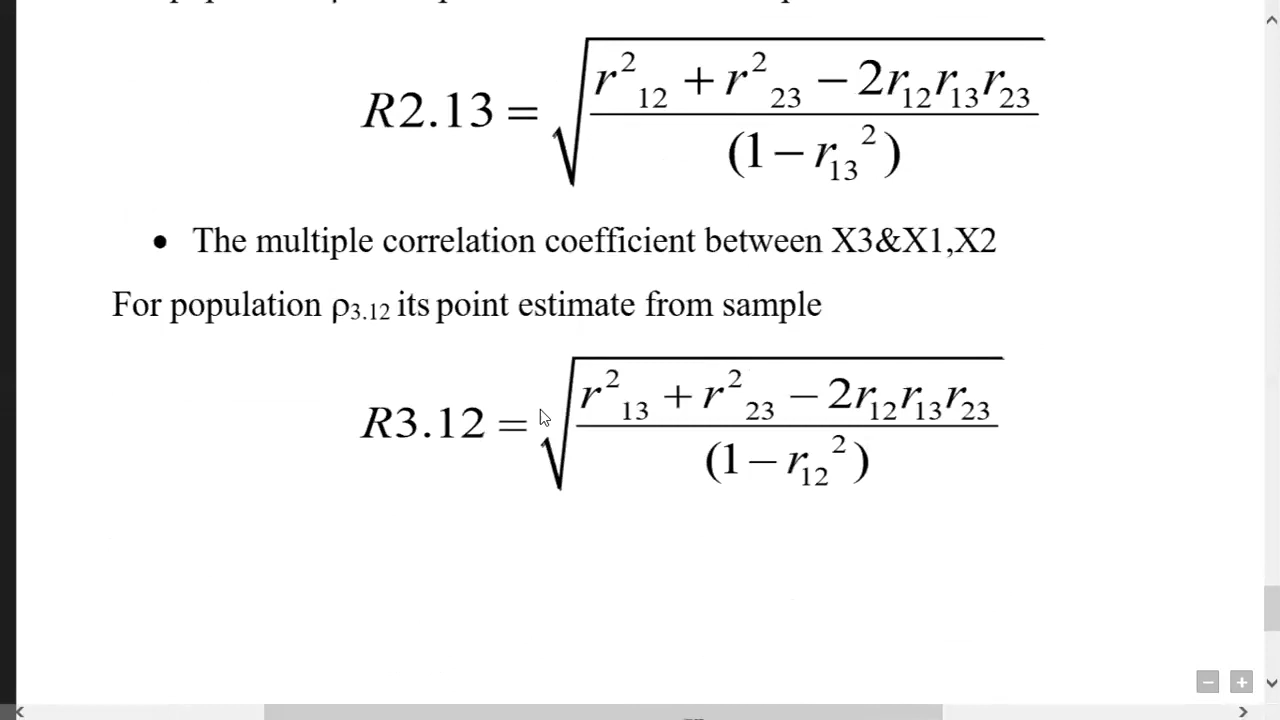 R2.13 = √((r²₁₂ + r²₂₃ − 2r₁₂r₁₃r₂₃) / (1 − r₁₃²))
• The multiple correlation coefficient between X3&X1,X2
For population ρ₃.₁₂ its point estimate from sample
R3.12 = √((r²₁₃ + r²₂₃ − 2r₁₂r₁₃r₂₃) / (1 − r₁₂²))